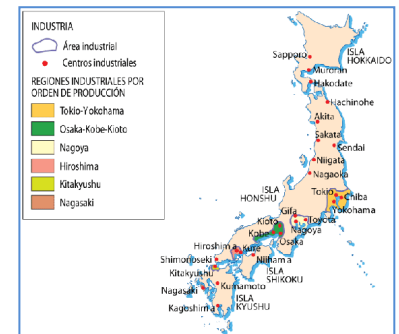 INDUSTRIA
Área industrial
Centros industriales
REGIONES INDUSTRIALES POR
ORDEN DE PRODUCCIÓN
Tokio-Yokohama
Osaka-Kobe-Kioto
Nagoya
Hiroshima
Kitakyushu
Nagasaki
Sapporo
ISLA
HOKKAIDO
Muroran
Hakodate
Hachinohe
Akita
Sakata
Sendai
Niigata
Nagaoka
ISLA
HONSHU
Tokio
Chiba
Yokohama
Gifa
Toyota
Kioto
Nagoya
Kobe
Osaka
Hiroshima
Kure
Shimonoseki
Niihama
Kitakyushu
ISLA
SHIKOKU
Nagasaki
Kumamoto
ISLA
KYUSHU
Kagoshima